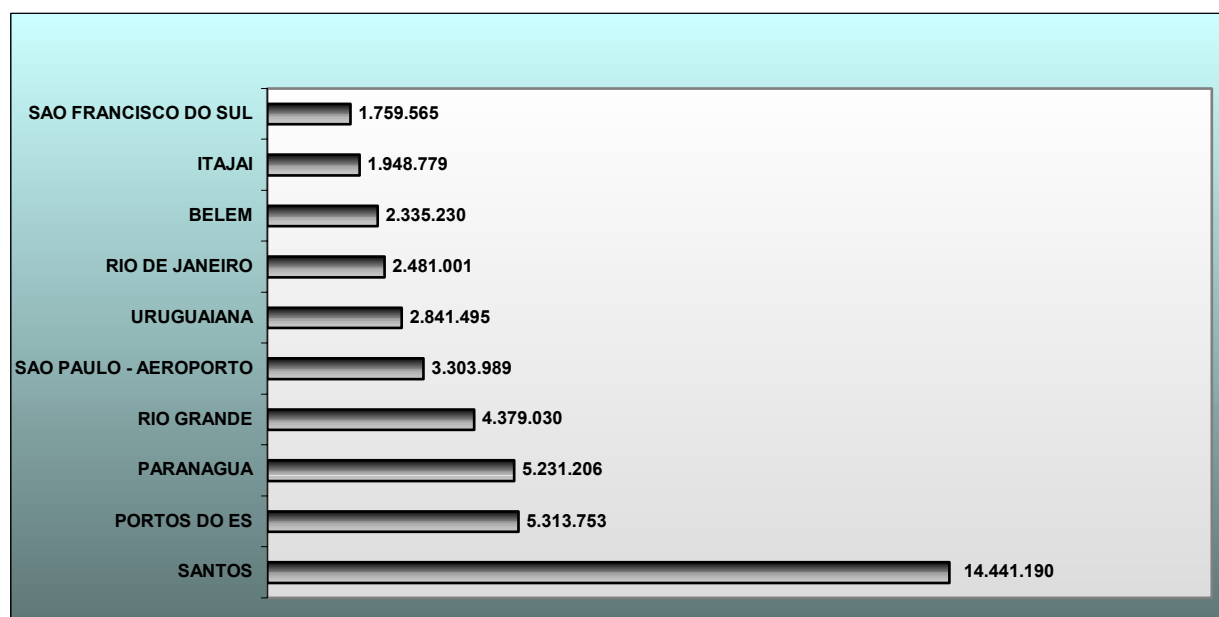 SAO FRANCISCO DO SUL 1.759.565
ITAJAI 1.948.779
BELEM 2.335.230
RIO DE JANEIRO 2.481.001
URUGUAIANA 2.841.495
SAO PAULO - AEROPORTO 3.303.989
RIO GRANDE 4.379.030
PARANAGUA 5.231.206
PORTOS DO ES 5.313.753
SANTOS 14.441.190